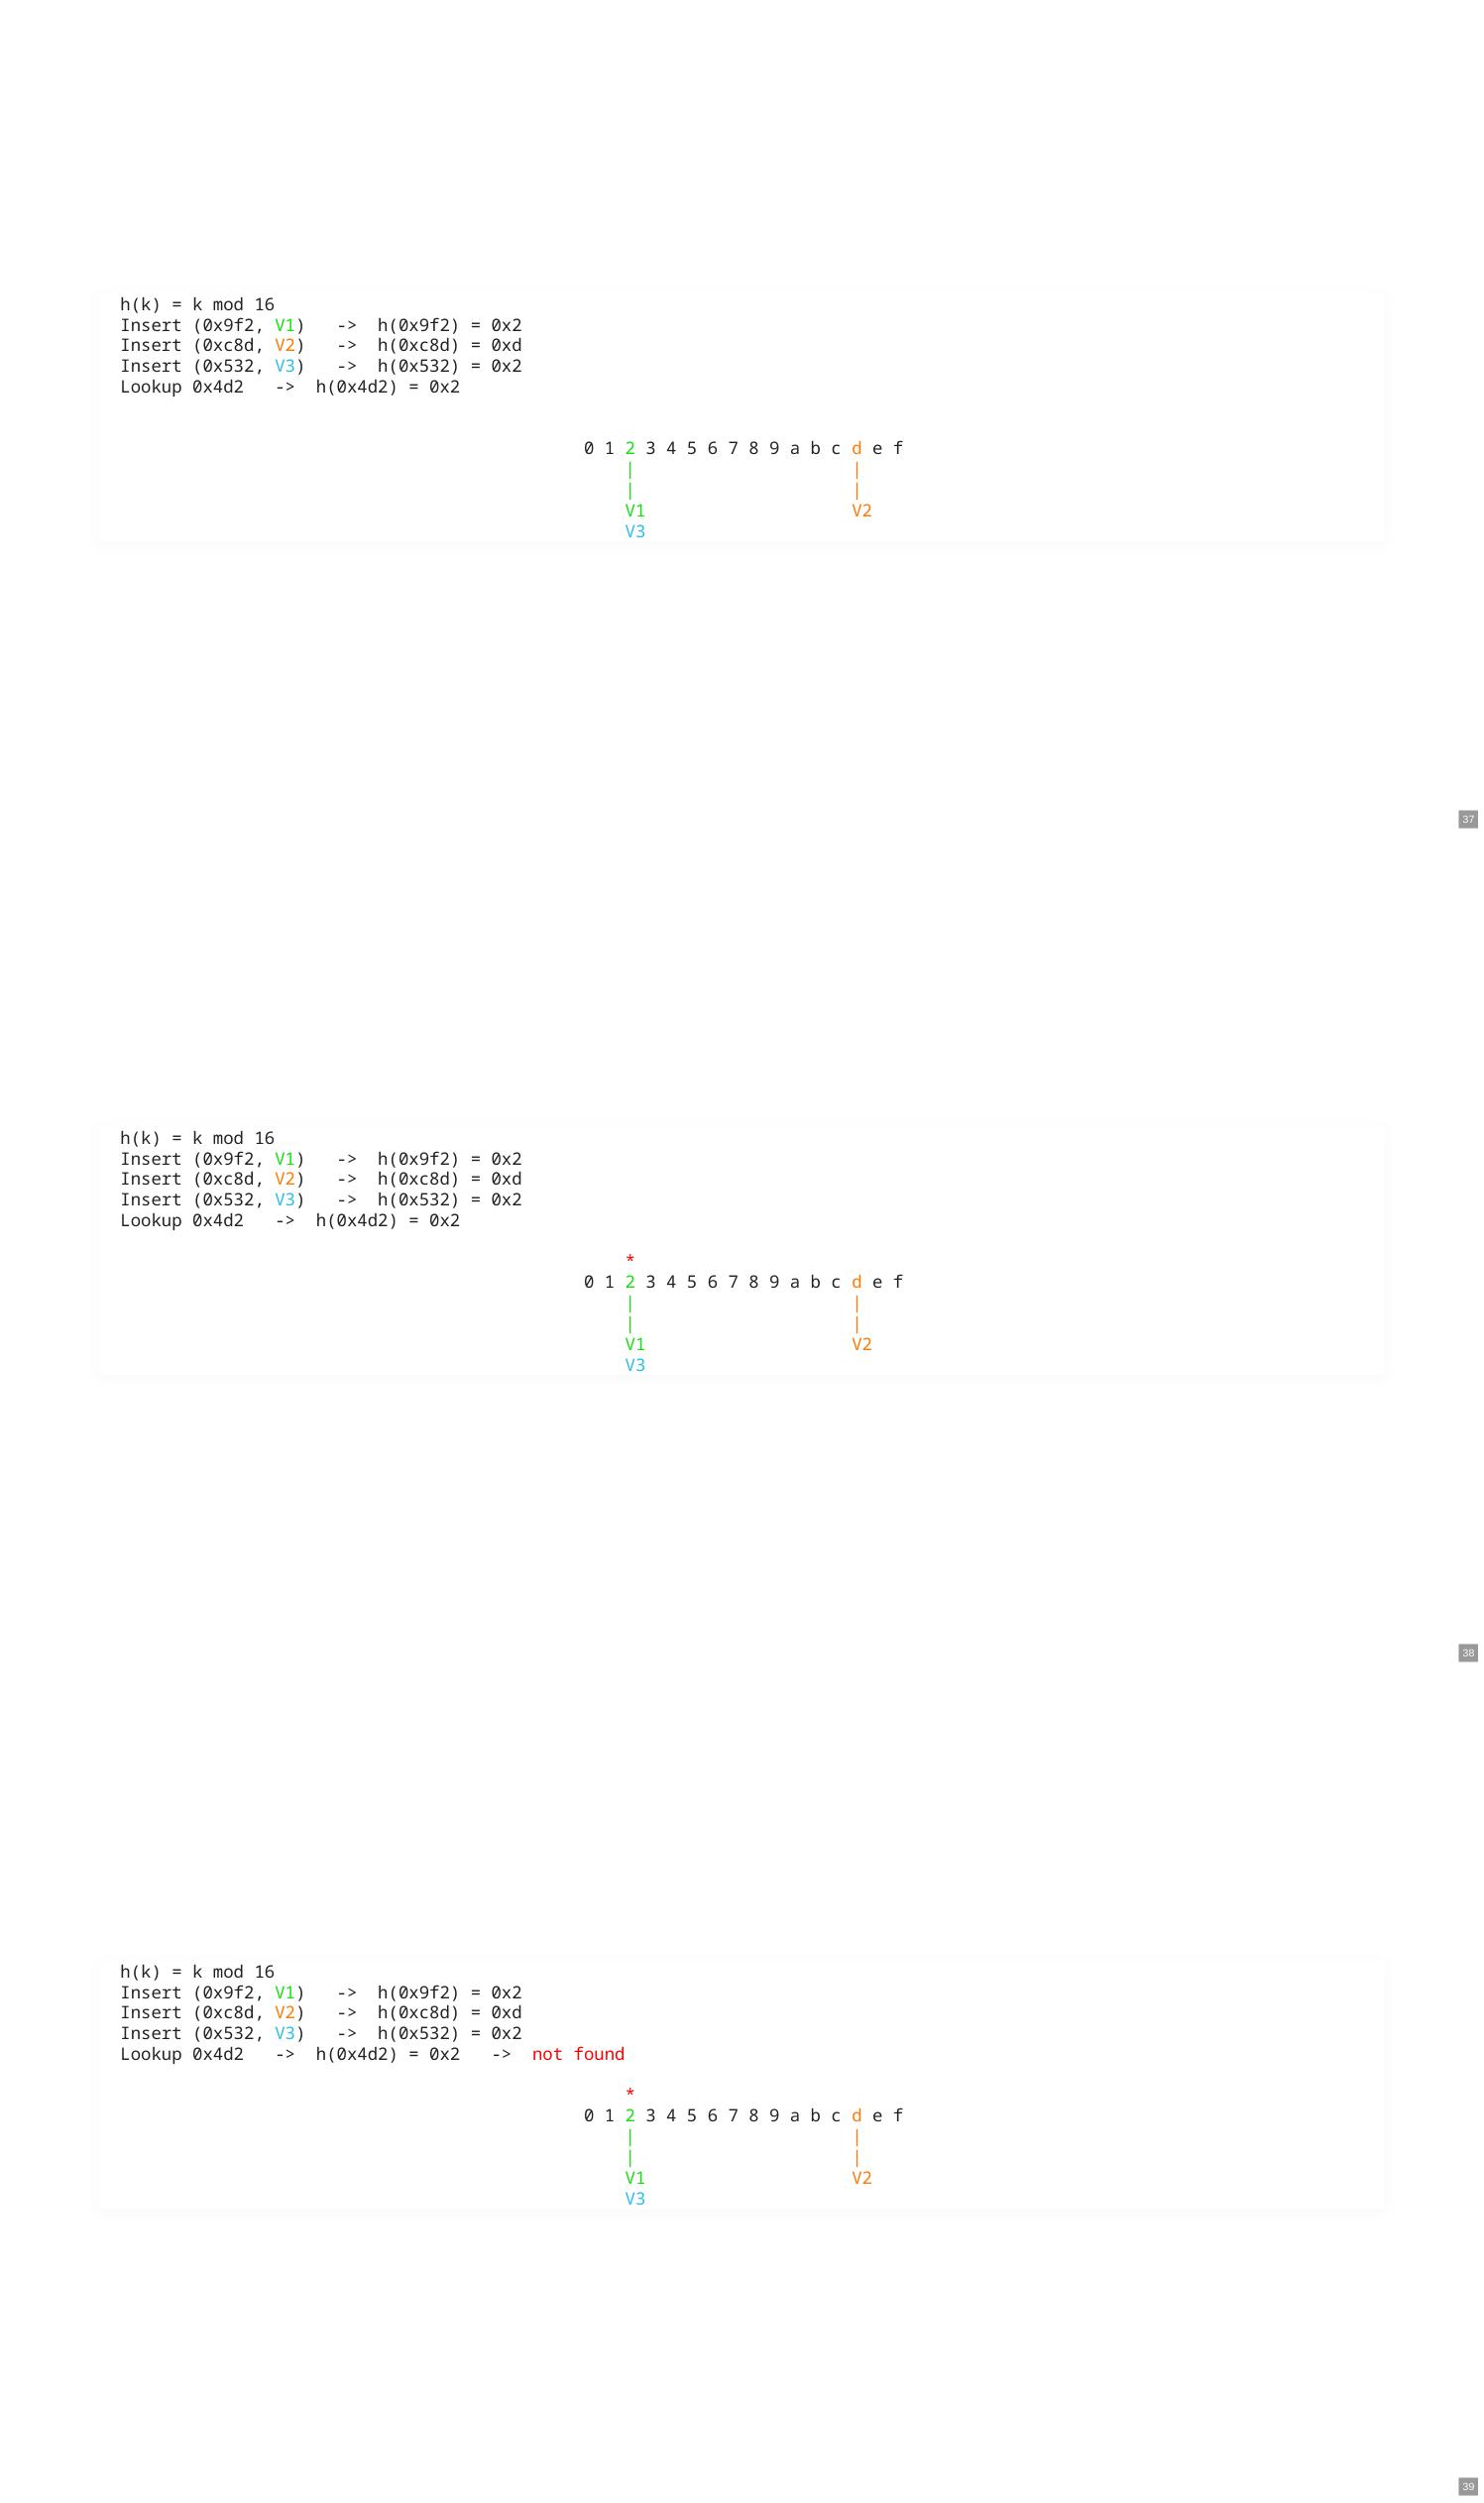 h(k) = k mod 16
Insert (0x9f2, V1)   ->  h(0x9f2) = 0x2
Insert (0xc8d, V2)   ->  h(0xc8d) = 0xd
Insert (0x532, V3)   ->  h(0x532) = 0x2
Lookup 0x4d2   ->  h(0x4d2) = 0x2
0 1 2 3 4 5 6 7 8 9 a b c d e f
|                     |
|                     |
V1                    V2
V3
37
h(k) = k mod 16
Insert (0x9f2, V1)   ->  h(0x9f2) = 0x2
Insert (0xc8d, V2)   ->  h(0xc8d) = 0xd
Insert (0x532, V3)   ->  h(0x532) = 0x2
Lookup 0x4d2   ->  h(0x4d2) = 0x2
*
0 1 2 3 4 5 6 7 8 9 a b c d e f
|                     |
|                     |
V1                    V2
V3
38
h(k) = k mod 16
Insert (0x9f2, V1)   ->  h(0x9f2) = 0x2
Insert (0xc8d, V2)   ->  h(0xc8d) = 0xd
Insert (0x532, V3)   ->  h(0x532) = 0x2
Lookup 0x4d2   ->  h(0x4d2) = 0x2   ->  not found
*
0 1 2 3 4 5 6 7 8 9 a b c d e f
|                     |
|                     |
V1                    V2
V3
39